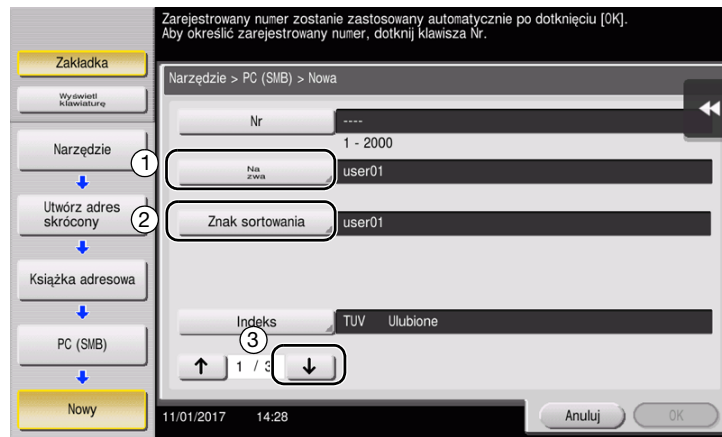 Zarejestrowany numer zostanie zastosowany automatycznie po dotknięciu [OK].
Aby określić zarejestrowany numer, dotknij klawisza Nr.
Zakładka
Wyświetl
klawiaturę
Narzędzie
Utwórz adres
skrócony
Książka adresowa
PC (SMB)
Nowy
Narzędzie > PC (SMB) > Nowa
Nr
----
1 - 2000
1
Na
zwa
user01
2
Znak sortowania
user01
Indeks
TUV Ulubione
3
↑ 1 / 3 ↓
11/01/2017 14:28
Anuluj
OK